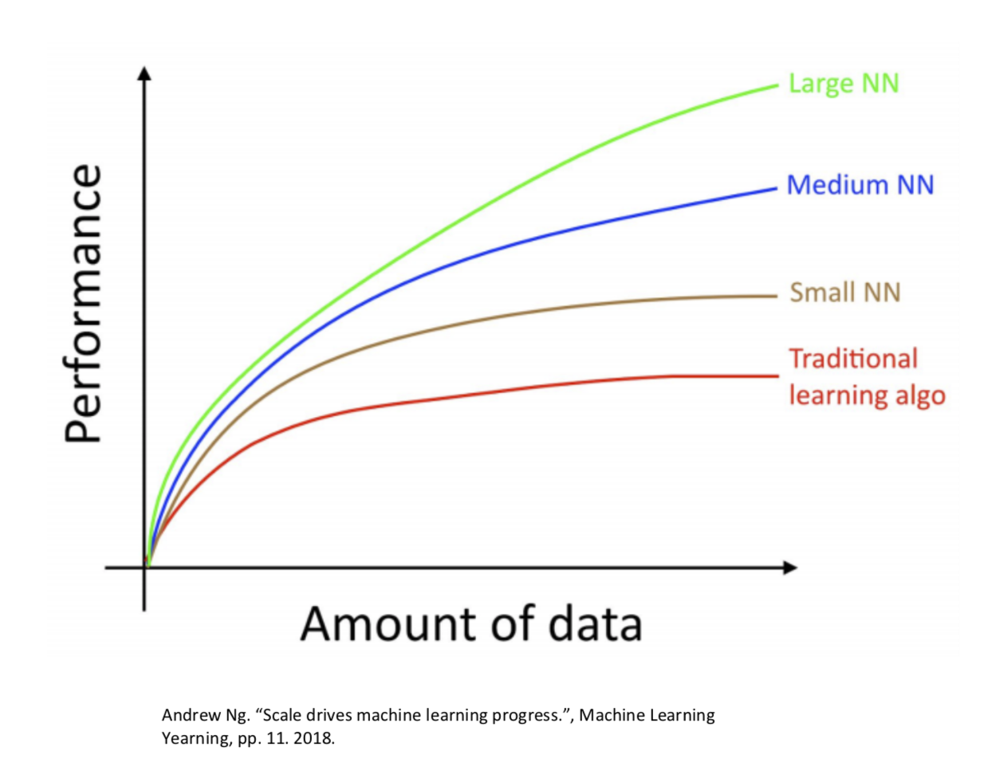 Large NN
Medium NN
Small NN
Traditional
learning algo
Performance
Amount of data
Andrew Ng. “Scale drives machine learning progress.”, Machine Learning
Yearning, pp. 11. 2018.